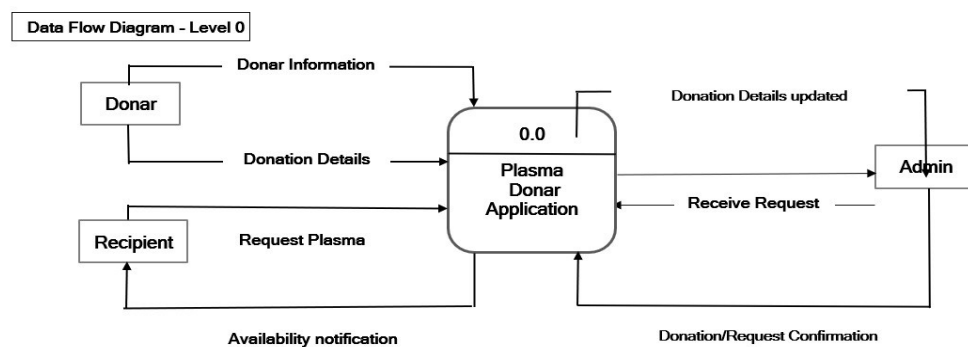 Data Flow Diagram - Level 0
Donar Information
Donation Details updated
Donar
0.0
Donation Details
Plasma
Donar
Application
Admin
Receive Request
Recipient
Request Plasma
Availability notification
Donation/Request Confirmation